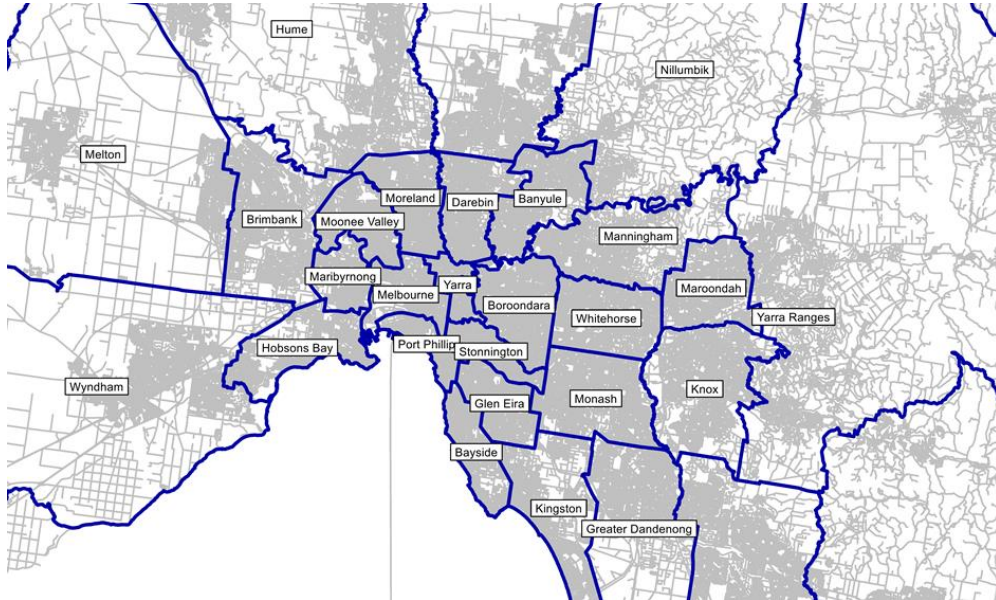 Hume
Nillumbik
Melton
Moreland
Darebin
Banyule
Brimbank
Moonee Valley
Manningham
Maribyrnong
Melbourne
Yarra
Boroondara
Maroondah
Whitehorse
Yarra Ranges
Hobsons Bay
Port Phillip
Stonnington
Wyndham
Glen Eira
Monash
Knox
Bayside
Kingston
Greater Dandenong